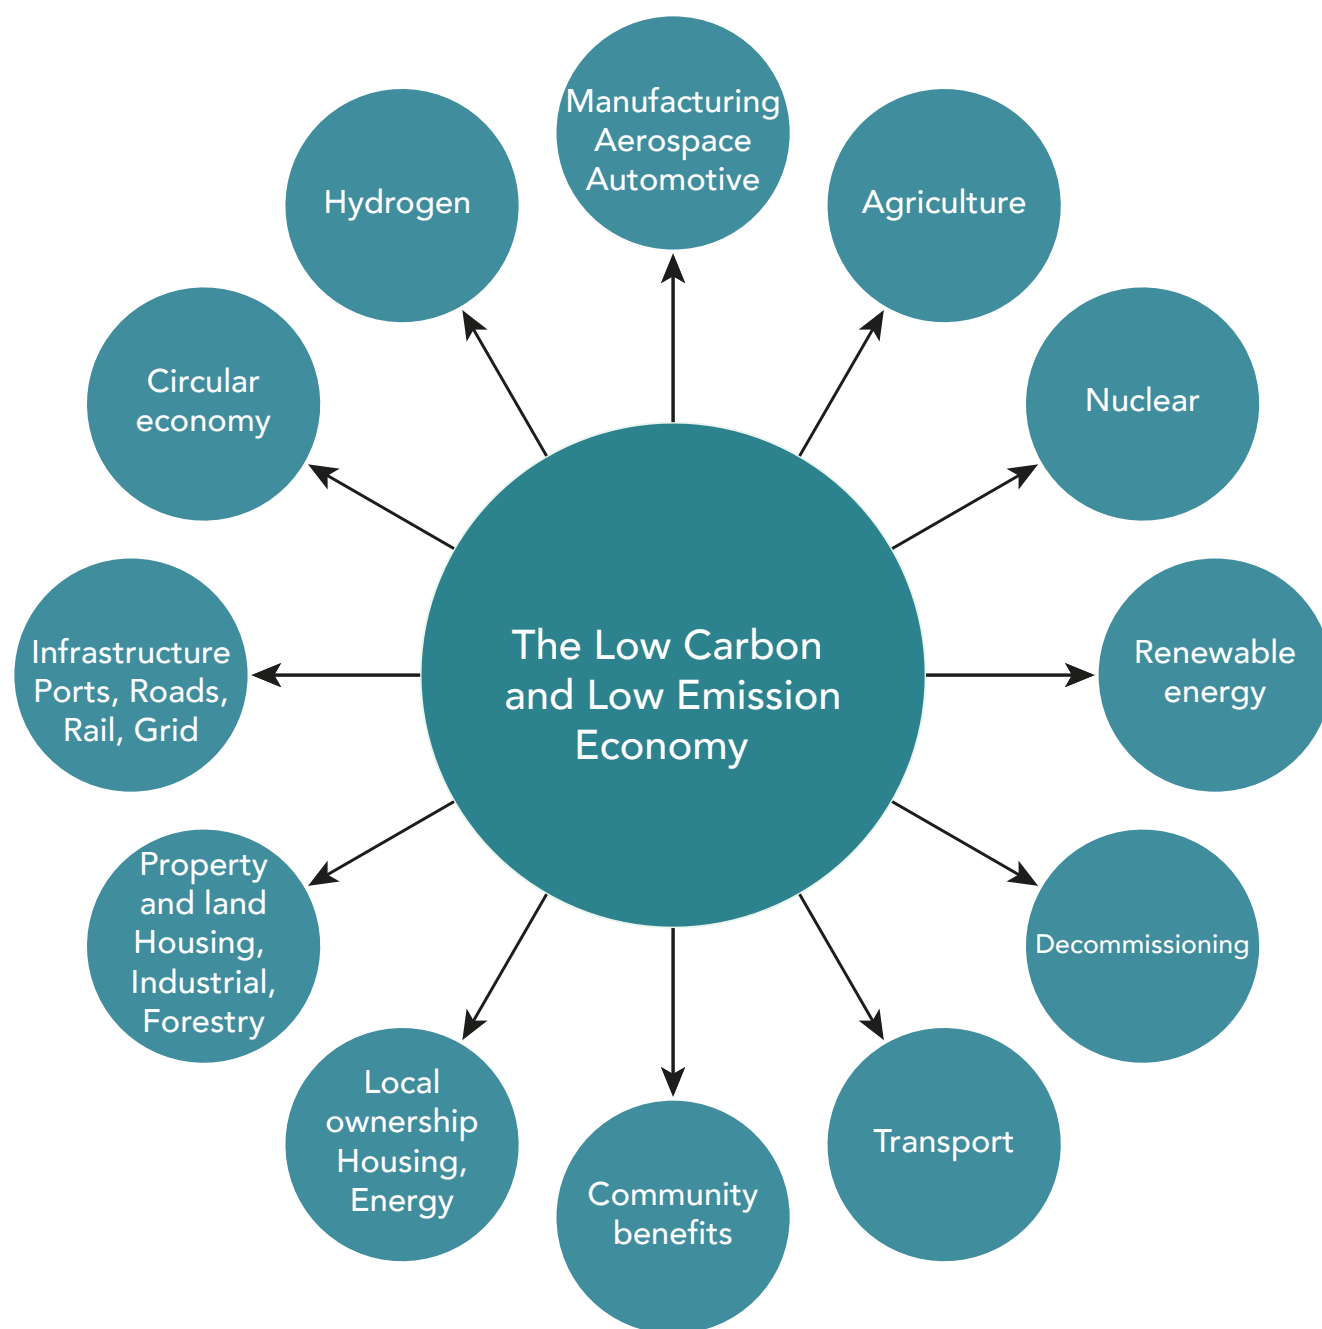 Manufacturing
Aerospace
Automotive
Hydrogen
Agriculture
Circular
economy
Nuclear
The Low Carbon
and Low Emission
Economy
Infrastructure
Ports, Roads,
Rail, Grid
Renewable
energy
Property
and land
Housing,
Industrial,
Forestry
Decommissioning
Local
ownership
Housing,
Energy
Transport
Community
benefits